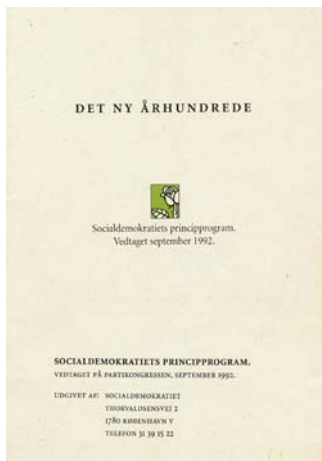 DET NY ÅRHUNDREDE
Socialdemokratiets principprogram.
Vedtaget september 1992.
SOCIALDEMOKRATIETS PRINCIPPROGRAM.
VEDTAGET PÅ PARTIKONGRESSEN, SEPTEMBER 1992.
UDGIVET AF: SOCIALDEMOKRATIET
THORVALDSENSVEJ 2
1780 KØBENHAVN V
TELEFON 31 39 15 22